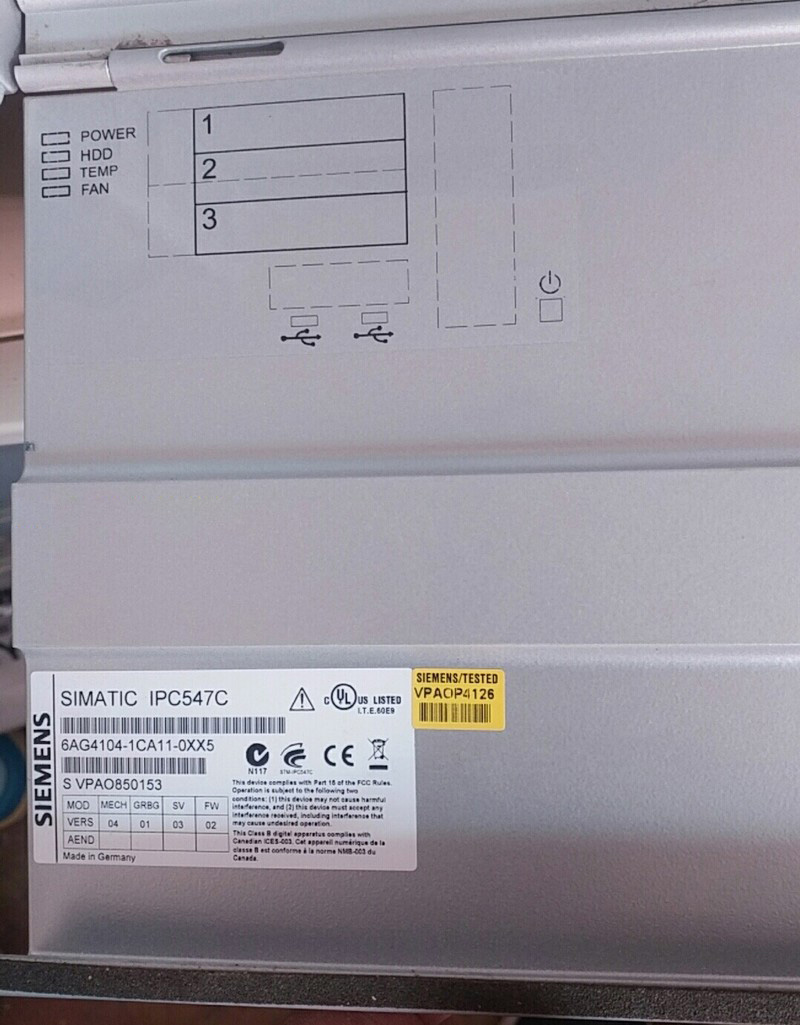 POWER
HDD
TEMP
FAN
1
2
3
SIEMENS
SIMATIC IPC547C
6AG4104-1CA11-0XX5
S VPAO850153
MOD MECH GRBG SV FW
VERS 04 01 03 02
AEND
Made in Germany
C UL US LISTED
I.T.E.60E9
N117
CE
This device complies with Part 15 of the FCC Rules.
Operation is subject to the following two
conditions: (1) this device may not cause harmful
interference, and (2) this device must accept any
interference received, including interference that
may cause undesired operation.
This Class B digital apparatus complies with
Canadian ICES-003. Cet appareil numérique de la
classe B est conforme à la norme NMB-003 du
Canada.
SIEMENS/TESTED
VPAOP4126